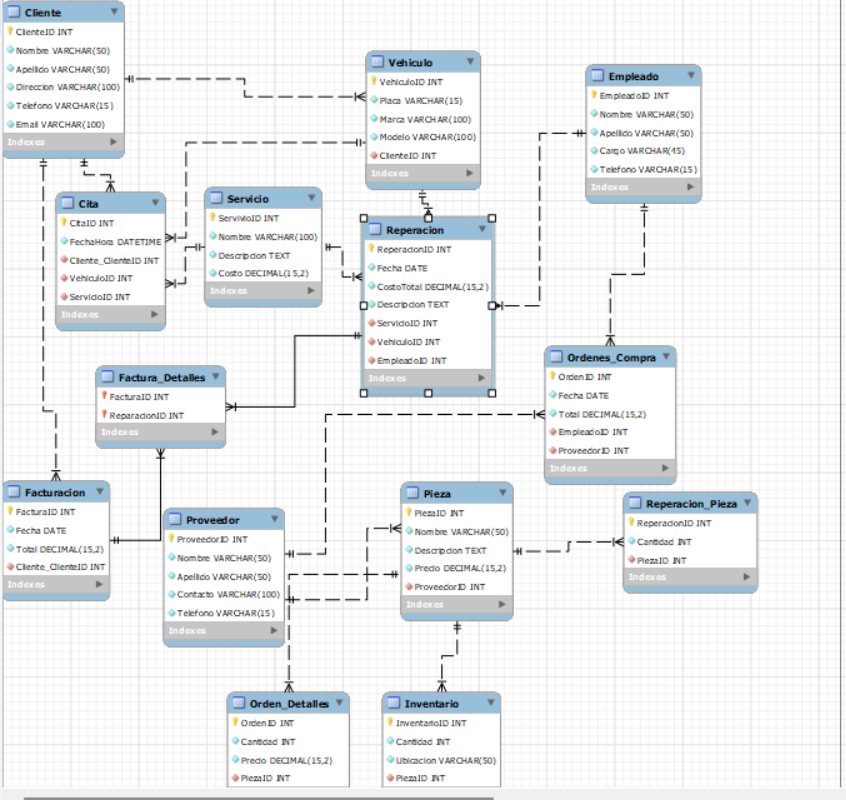 Cliente
ClienteID INT
Nombre VARCHAR(50)
Apellido VARCHAR(50)
Direccion VARCHAR(100)
Telefono VARCHAR(15)
Email VARCHAR(100)
Indexes
Vehiculo
VehiculoID INT
Placa VARCHAR(15)
Marca VARCHAR(100)
Modelo VARCHAR(100)
ClienteID INT
Indexes
Empleado
EmpleadoID INT
Nombre VARCHAR(50)
Apellido VARCHAR(50)
Cargo VARCHAR(45)
Telefono VARCHAR(15)
Indexes
Cita
CitaID INT
FechaHora DATETIME
Cliente_ClienteID INT
VehiculoID INT
ServicioID INT
Indexes
Servicio
ServicioID INT
Nombre VARCHAR(100)
Descripcion TEXT
Costo DECIMAL(15,2)
Indexes
Reparacion
ReparacionID INT
Fecha DATE
CostoTotal DECIMAL(15,2)
Descripcion TEXT
ServicioID INT
VehiculoID INT
EmpleadoID INT
Indexes
Factura_Detalles
FacturaID INT
ReparacionID INT
Indexes
Ordenes_Compra
OrdenID INT
Fecha DATE
Total DECIMAL(15,2)
EmpleadoID INT
ProveedorID INT
Indexes
Facturacion
FacturaID INT
Fecha DATE
Total DECIMAL(15,2)
Cliente_ClienteID INT
Indexes
Proveedor
ProveedorID INT
Nombre VARCHAR(50)
Apellido VARCHAR(50)
Contacto VARCHAR(100)
Telefono VARCHAR(15)
Indexes
Pieza
PiezaID INT
Nombre VARCHAR(50)
Descripcion TEXT
Precio DECIMAL(15,2)
ProveedorID INT
Indexes
Reperacion_Pieza
ReparacionID INT
Cantidad INT
PiezaID INT
Indexes
Orden_Detalles
OrdenID INT
Cantidad INT
Precio DECIMAL(15,2)
PiezaID INT
Inventario
InventarioID INT
Cantidad INT
Ubicacion VARCHAR(50)
PiezaID INT